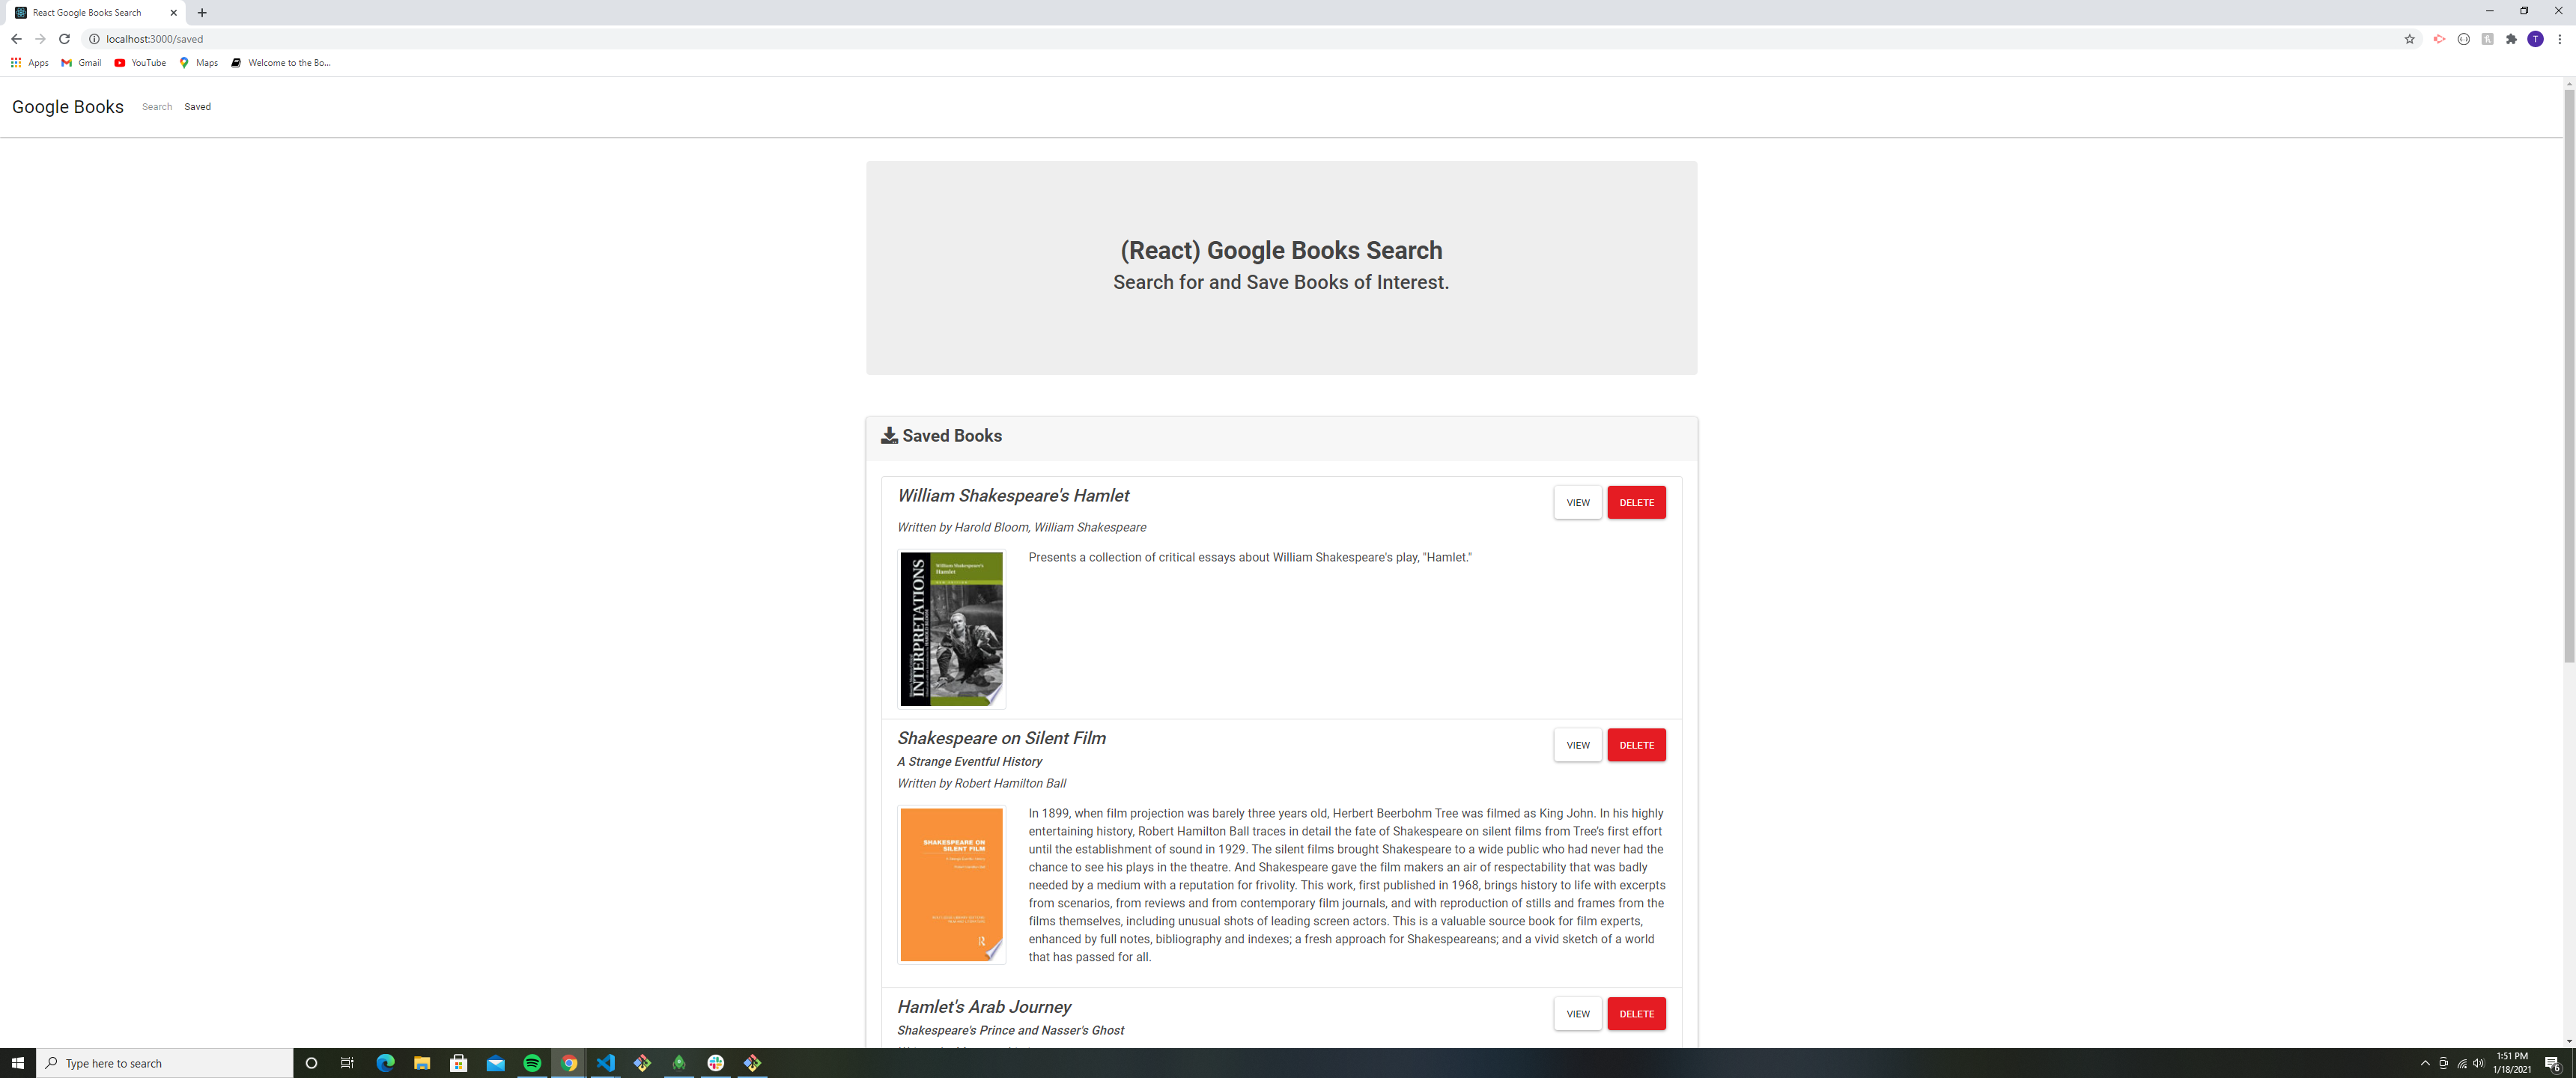 React Google Books Search
localhost:3000/saved
T
Apps Gmail YouTube Maps Welcome to the Bo...
Google Books Search Saved
(React) Google Books Search
Search for and Save Books of Interest.
Saved Books
William Shakespeare's Hamlet
VIEW DELETE
Written by Harold Bloom, William Shakespeare
INTERPRETATIONS
William Shakespeare's
Hamlet
Presents a collection of critical essays about William Shakespeare's play, "Hamlet."
Shakespeare on Silent Film
VIEW DELETE
A Strange Eventful History
Written by Robert Hamilton Ball
SHAKESPEARE ON
SILENT FILM
R
In 1899, when film projection was barely three years old, Herbert Beerbohm Tree was filmed as King John. In his highly
entertaining history, Robert Hamilton Ball traces in detail the fate of Shakespeare on silent films from Tree's first effort
until the establishment of sound in 1929. The silent films brought Shakespeare to a wide public who had never had the
chance to see his plays in the theatre. And Shakespeare gave the film makers an air of respectability that was badly
needed by a medium with a reputation for frivolity. This work, first published in 1968, brings history to life with excerpts
from scenarios, from reviews and from contemporary film journals, and with reproduction of stills and frames from the
films themselves, including unusual shots of leading screen actors. This is a valuable source book for film experts,
enhanced by full notes, bibliography and indexes; a fresh approach for Shakespeareans; and a vivid sketch of a world
that has passed for all.
Hamlet's Arab Journey
VIEW DELETE
Shakespeare's Prince and Nasser's Ghost
Type here to search
1:51 PM
1/18/2021
6